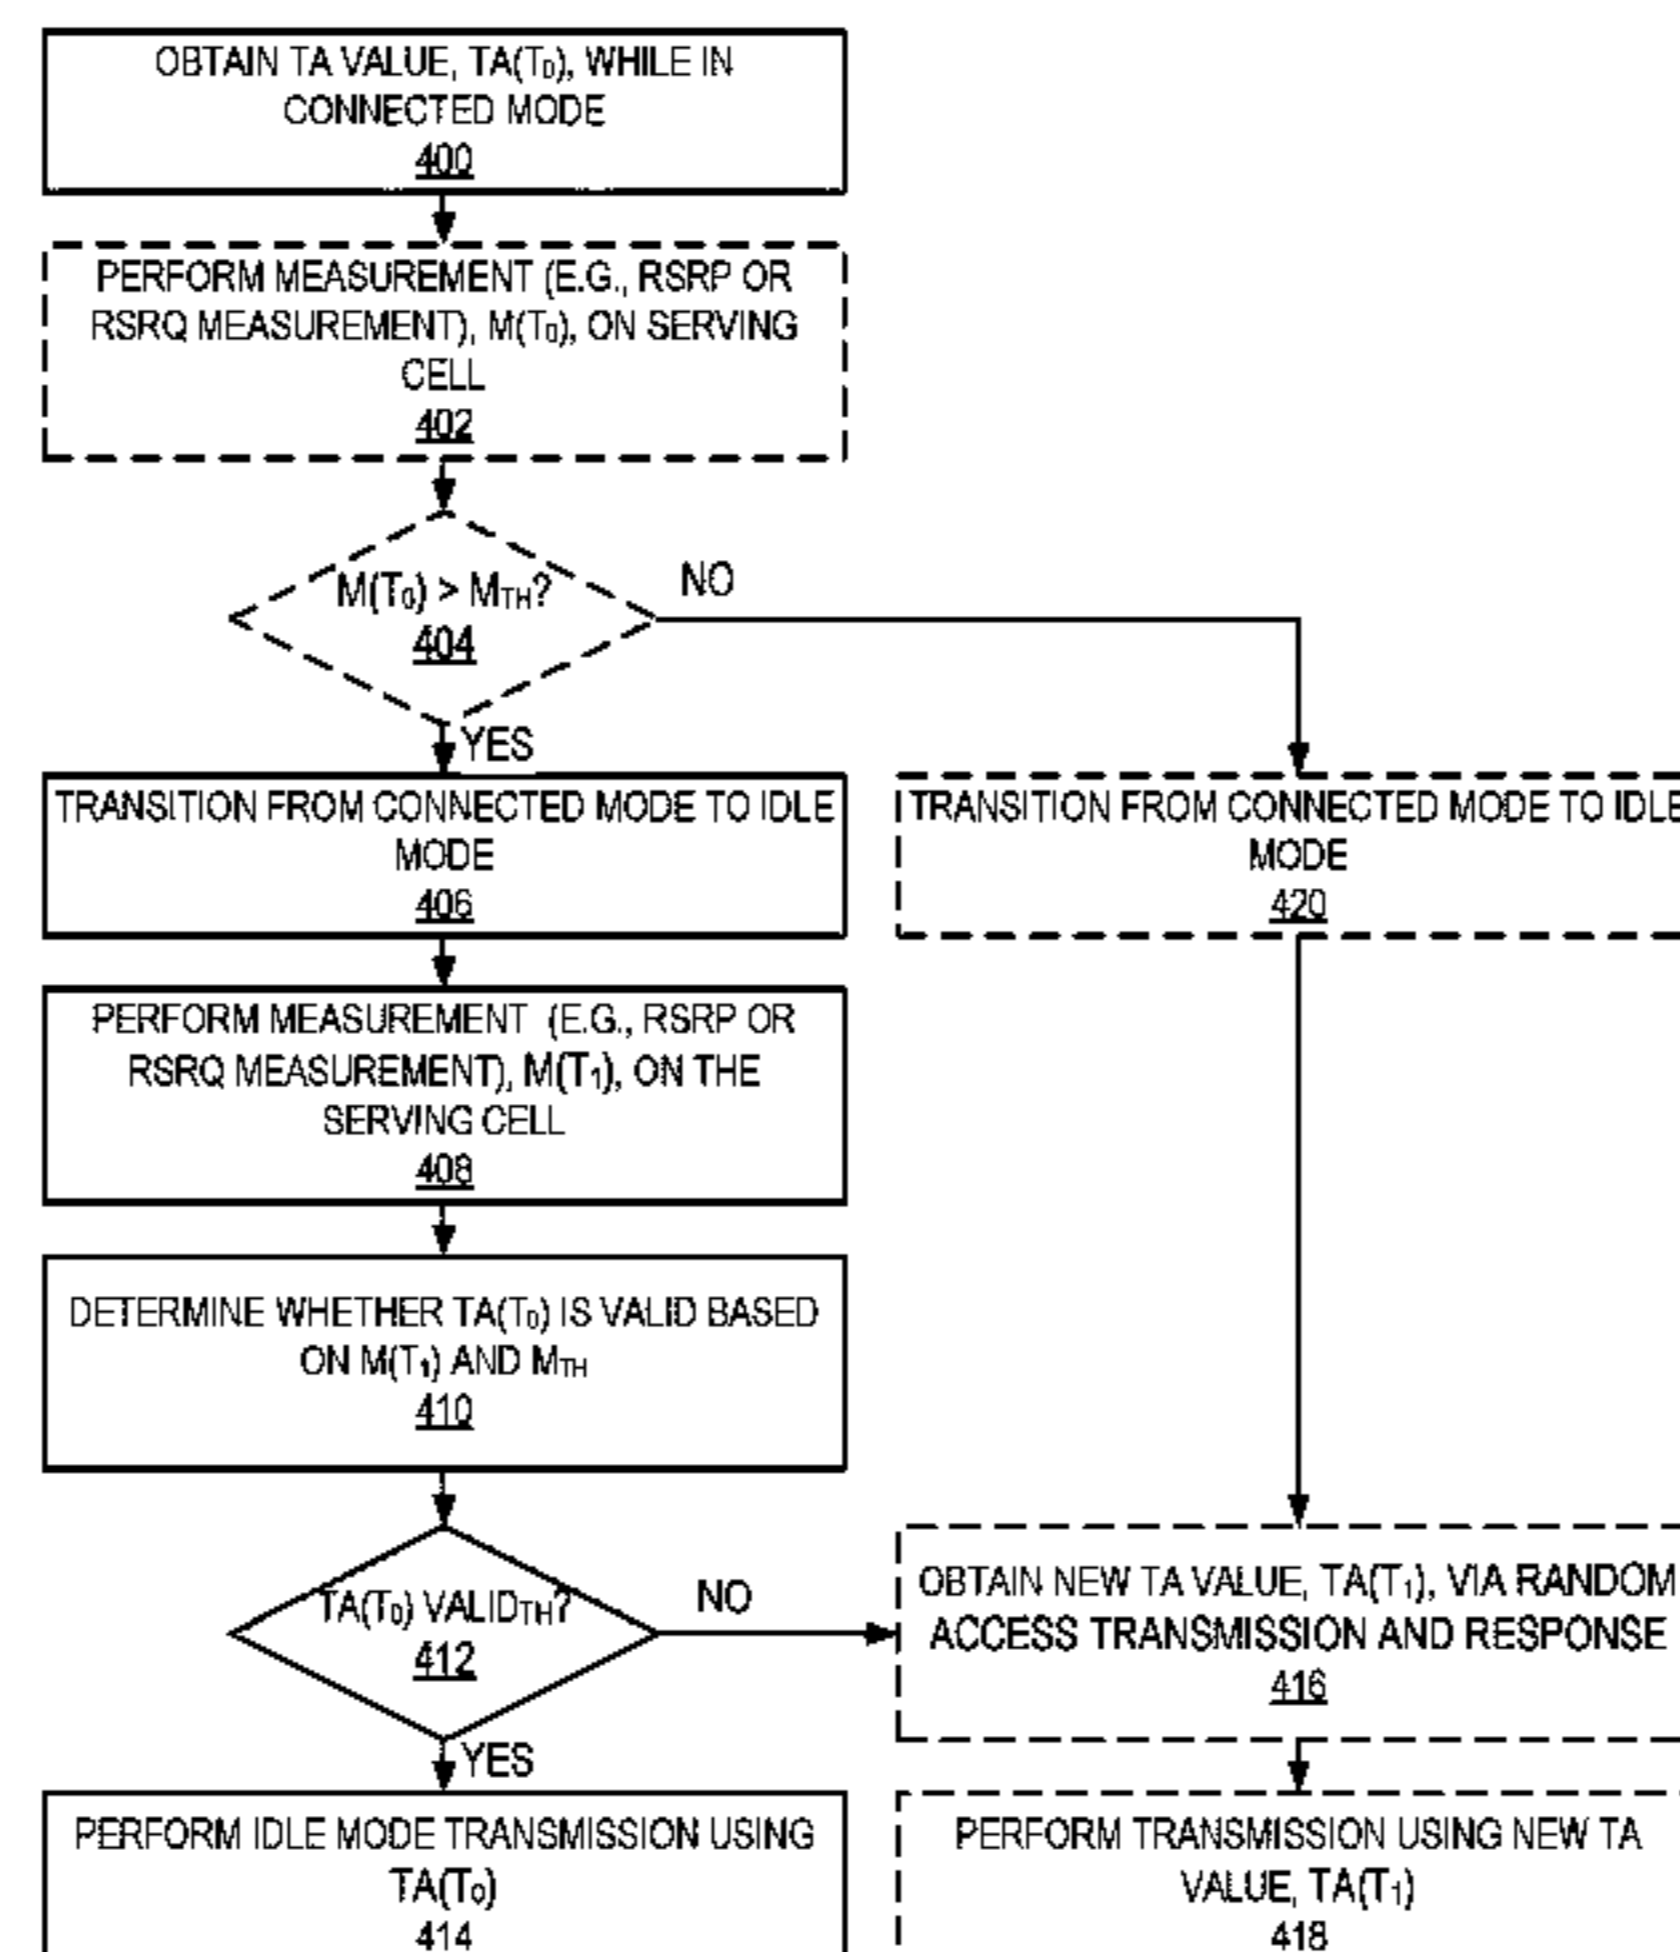 OBTAIN TA VALUE, TA(T0), WHILE IN
CONNECTED MODE
400
PERFORM MEASUREMENT (E.G., RSRP OR
RSRQ MEASUREMENT), M(T0), ON SERVING
CELL
402
M(T0) > MTH?
404
NO
YES
TRANSITION FROM CONNECTED MODE TO IDLE
MODE
406
TRANSITION FROM CONNECTED MODE TO IDLE
MODE
420
PERFORM MEASUREMENT (E.G., RSRP OR
RSRQ MEASUREMENT), M(T1), ON THE
SERVING CELL
408
DETERMINE WHETHER TA(T0) IS VALID BASED
ON M(T1) AND MTH
410
TA(T0) VALIDTH?
412
NO
YES
OBTAIN NEW TA VALUE, TA(T1), VIA RANDOM
ACCESS TRANSMISSION AND RESPONSE
416
PERFORM IDLE MODE TRANSMISSION USING
TA(T0)
414
PERFORM TRANSMISSION USING NEW TA
VALUE, TA(T1)
418